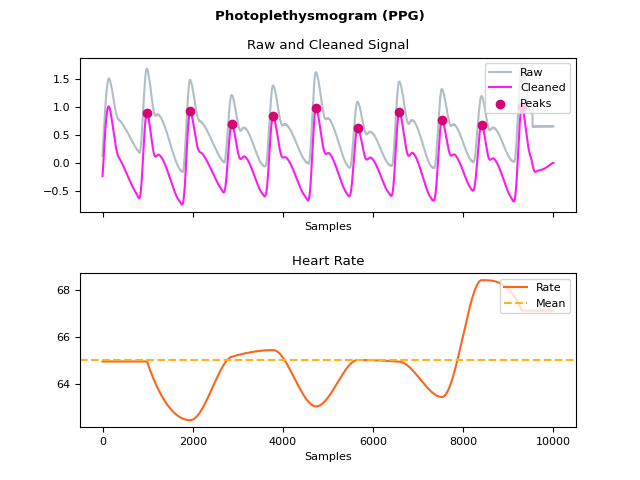 Photoplethysmogram (PPG)
Raw and Cleaned Signal
1.5
1.0
0.5
0.0
−0.5
Raw
Cleaned
Peaks
Samples
Heart Rate
68
66
64
Rate
Mean
0 2000 4000 6000 8000 10000
Samples